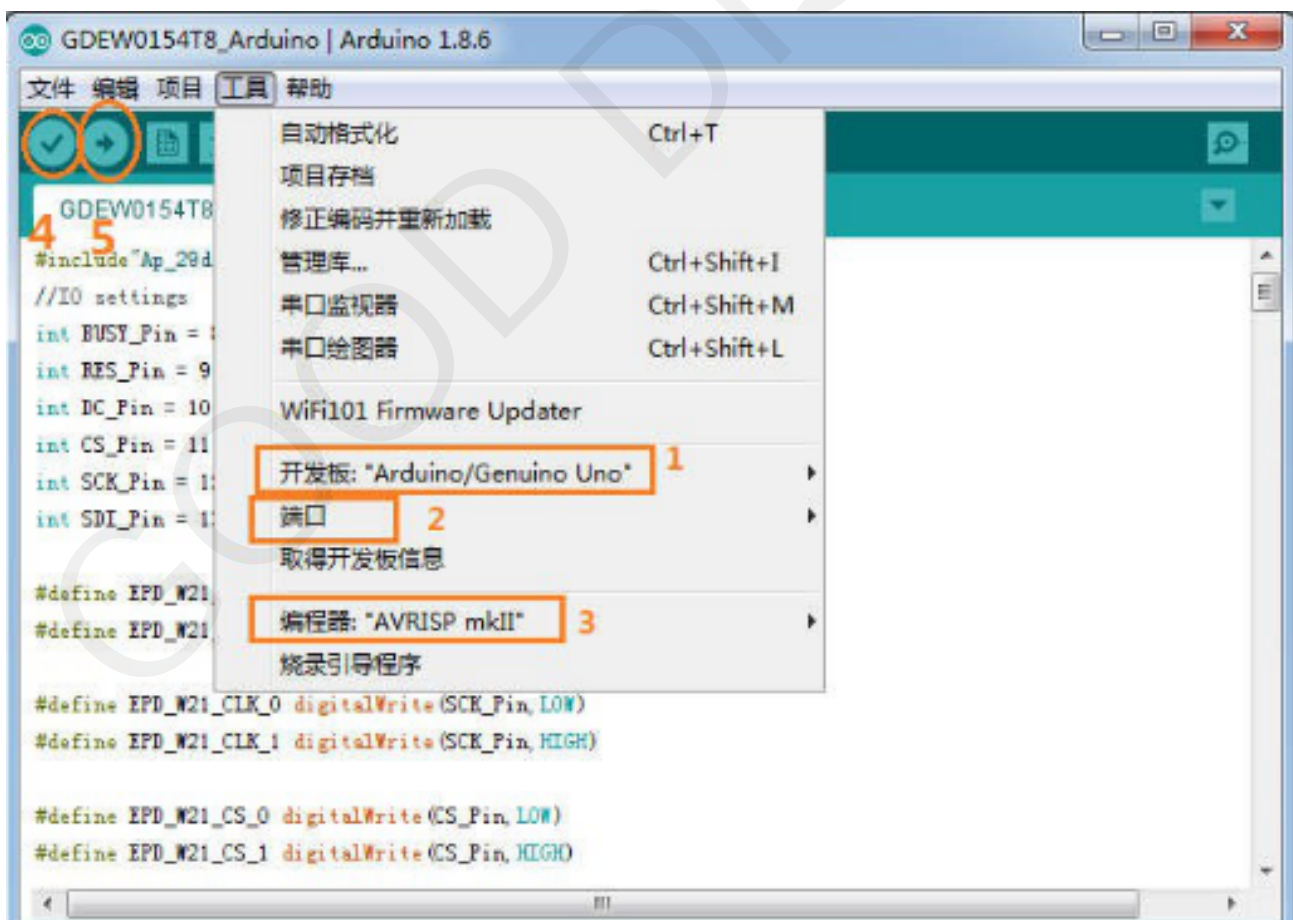 GDEW0154T8_Arduino | Arduino 1.8.6
文件 编辑 项目 工具 帮助
自动格式化 Ctrl+T
项目存档
GDEW0154T8
修正编码并重新加载
4 5
#include"Ap_29d
管理库... Ctrl+Shift+I
//IO settings
串口监视器 Ctrl+Shift+M
int BUSY_Pin =
串口绘图器 Ctrl+Shift+L
int RES_Pin = 9
int DC_Pin = 10
WiFi101 Firmware Updater
int CS_Pin = 11
开发板: "Arduino/Genuino Uno" 1
int SCK_Pin = 1
端口 2
int SDI_Pin = 1
取得开发板信息
#define EPD_W21_
编程器: "AVRISP mkII" 3
#define EPD_W21_
烧录引导程序
#define EPD_W21_CLK_0 digitalWrite(SCK_Pin,LOW)
#define EPD_W21_CLK_1 digitalWrite(SCK_Pin,HIGH)
#define EPD_W21_CS_0 digitalWrite(CS_Pin,LOW)
#define EPD_W21_CS_1 digitalWrite(CS_Pin,HIGH)